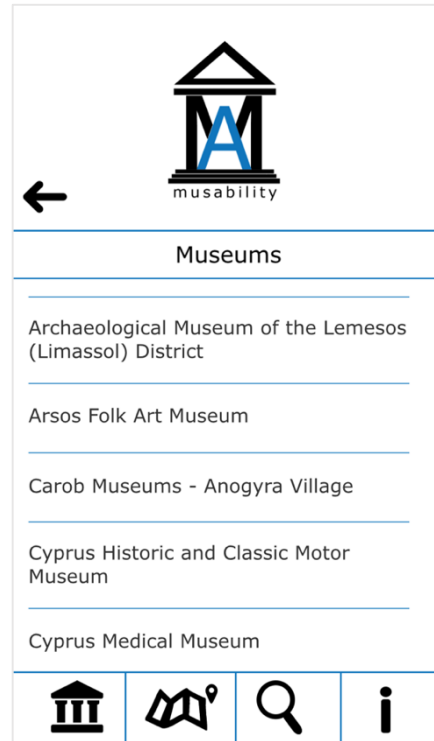 MA
musability
Museums
Archaeological Museum of the Lemesos
(Limassol) District
Arsos Folk Art Museum
Carob Museums - Anogyra Village
Cyprus Historic and Classic Motor
Museum
Cyprus Medical Museum
i